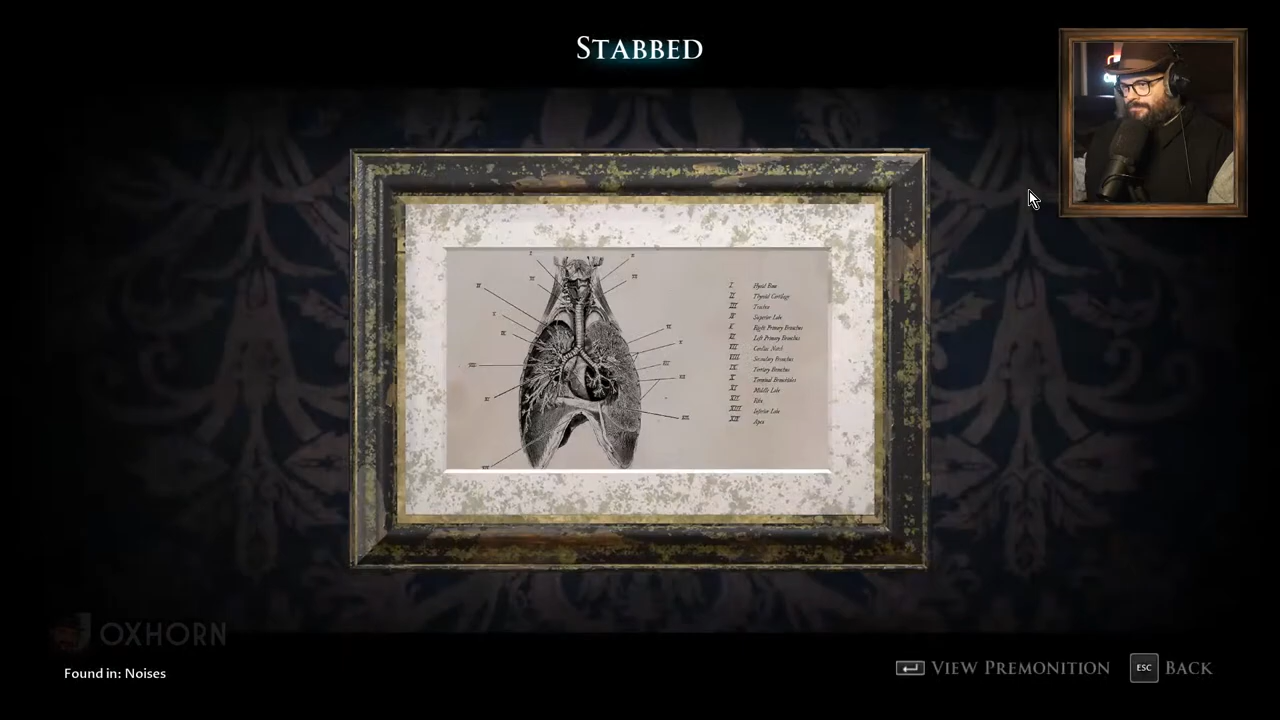 STABBED
I Hyoid Bone
II Thyroid Cartilage
III Trachea
IV Superior Lobe
V Right Primary Bronchus
VI Left Primary Bronchus
VII Cardiac Notch
VIII Secondary Bronchus
IX Tertiary Bronchus
X Terminal Bronchioles
XI Middle Lobe
XII
XIII Inferior Lobe
XIV Apex
OXHORN
Found in: Noises
VIEW PREMONITION
ESC BACK